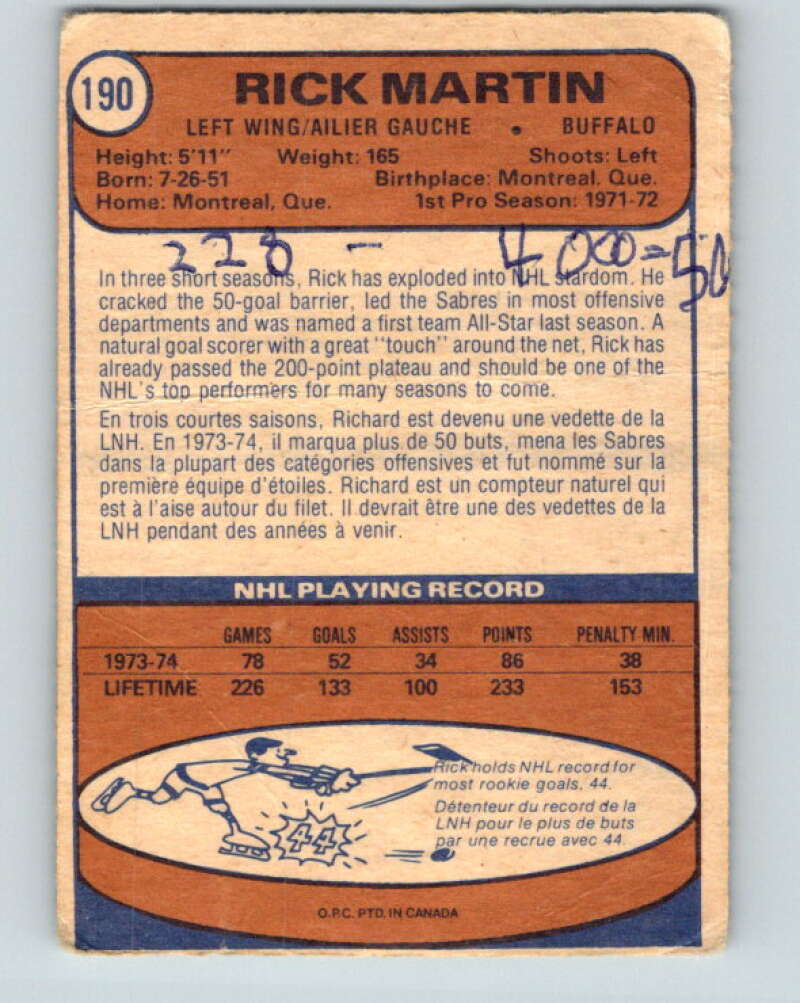 190
RICK MARTIN
LEFT WING/AILIER GAUCHE • BUFFALO
Height: 5'11" Weight: 165 Shoots: Left
Born: 7-26-51 Birthplace: Montreal, Que.
Home: Montreal, Que. 1st Pro Season: 1971-72
228 - 400=50
In three short seasons, Rick has exploded into NHL stardom. He
cracked the 50-goal barrier, led the Sabres in most offensive
departments and was named a first team All-Star last season. A
natural goal scorer with a great "touch" around the net, Rick has
already passed the 200-point plateau and should be one of the
NHL's top performers for many seasons to come.
En trois courtes saisons, Richard est devenu une vedette de la
LNH. En 1973-74, il marqua plus de 50 buts, mena les Sabres
dans la plupart des catégories offensives et fut nommé sur la
première équipe d'étoiles. Richard est un compteur naturel qui
est à l'aise autour du filet. Il devrait être une des vedettes de la
LNH pendant des années à venir.
NHL PLAYING RECORD
GAMES GOALS ASSISTS POINTS PENALTY MIN.
1973-74 78 52 34 86 38
LIFETIME 226 133 100 233 153
Rick holds NHL record for
most rookie goals, 44.
Détenteur du record de la
LNH pour le plus de buts
par une recrue avec 44.
44
O.P.C. PTD. IN CANADA